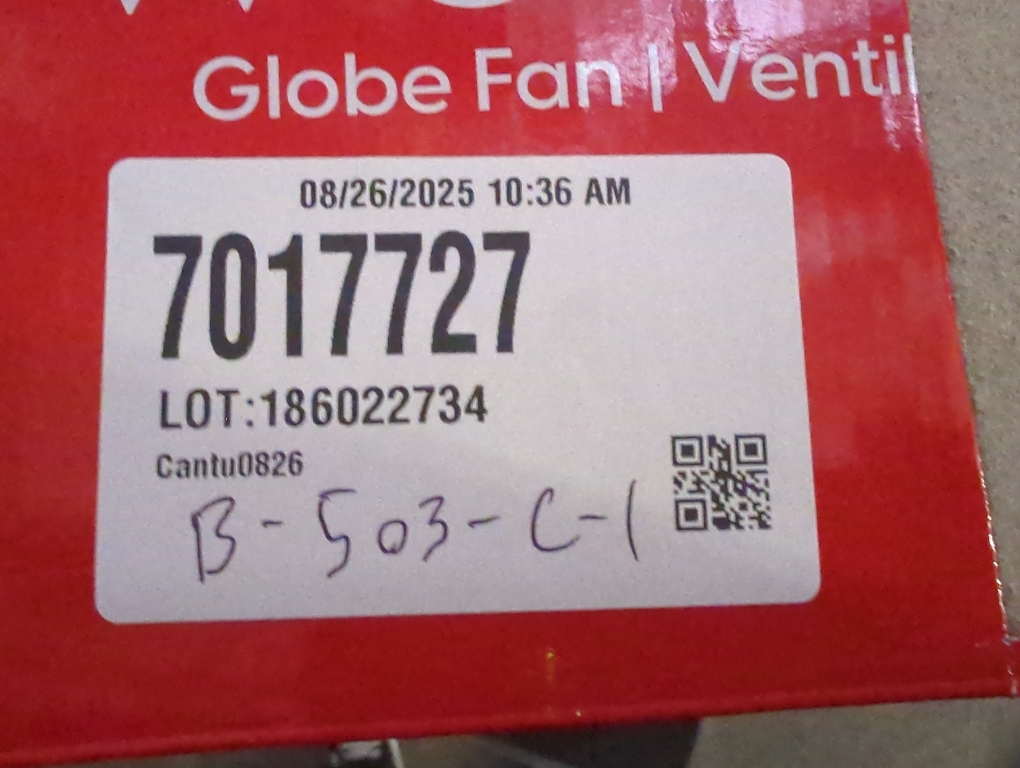 Globe Fan | Ventil
08/26/2025 10:36 AM
7017727
LOT:186022734
Cantu0826
B-503-C-1